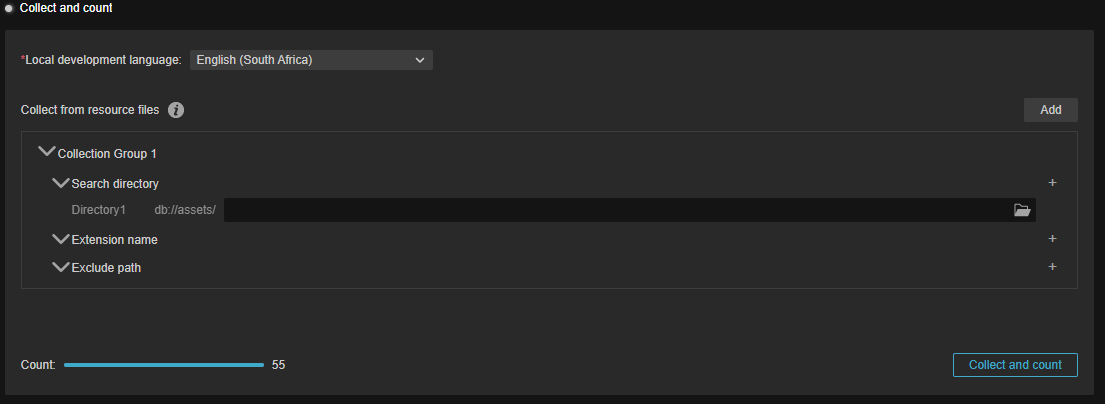 Collect and count
*Local development language: English (South Africa)
Collect from resource files i Add
Collection Group 1
Search directory +
Directory1 db://assets/
Extension name +
Exclude path +
Count: 55 Collect and count